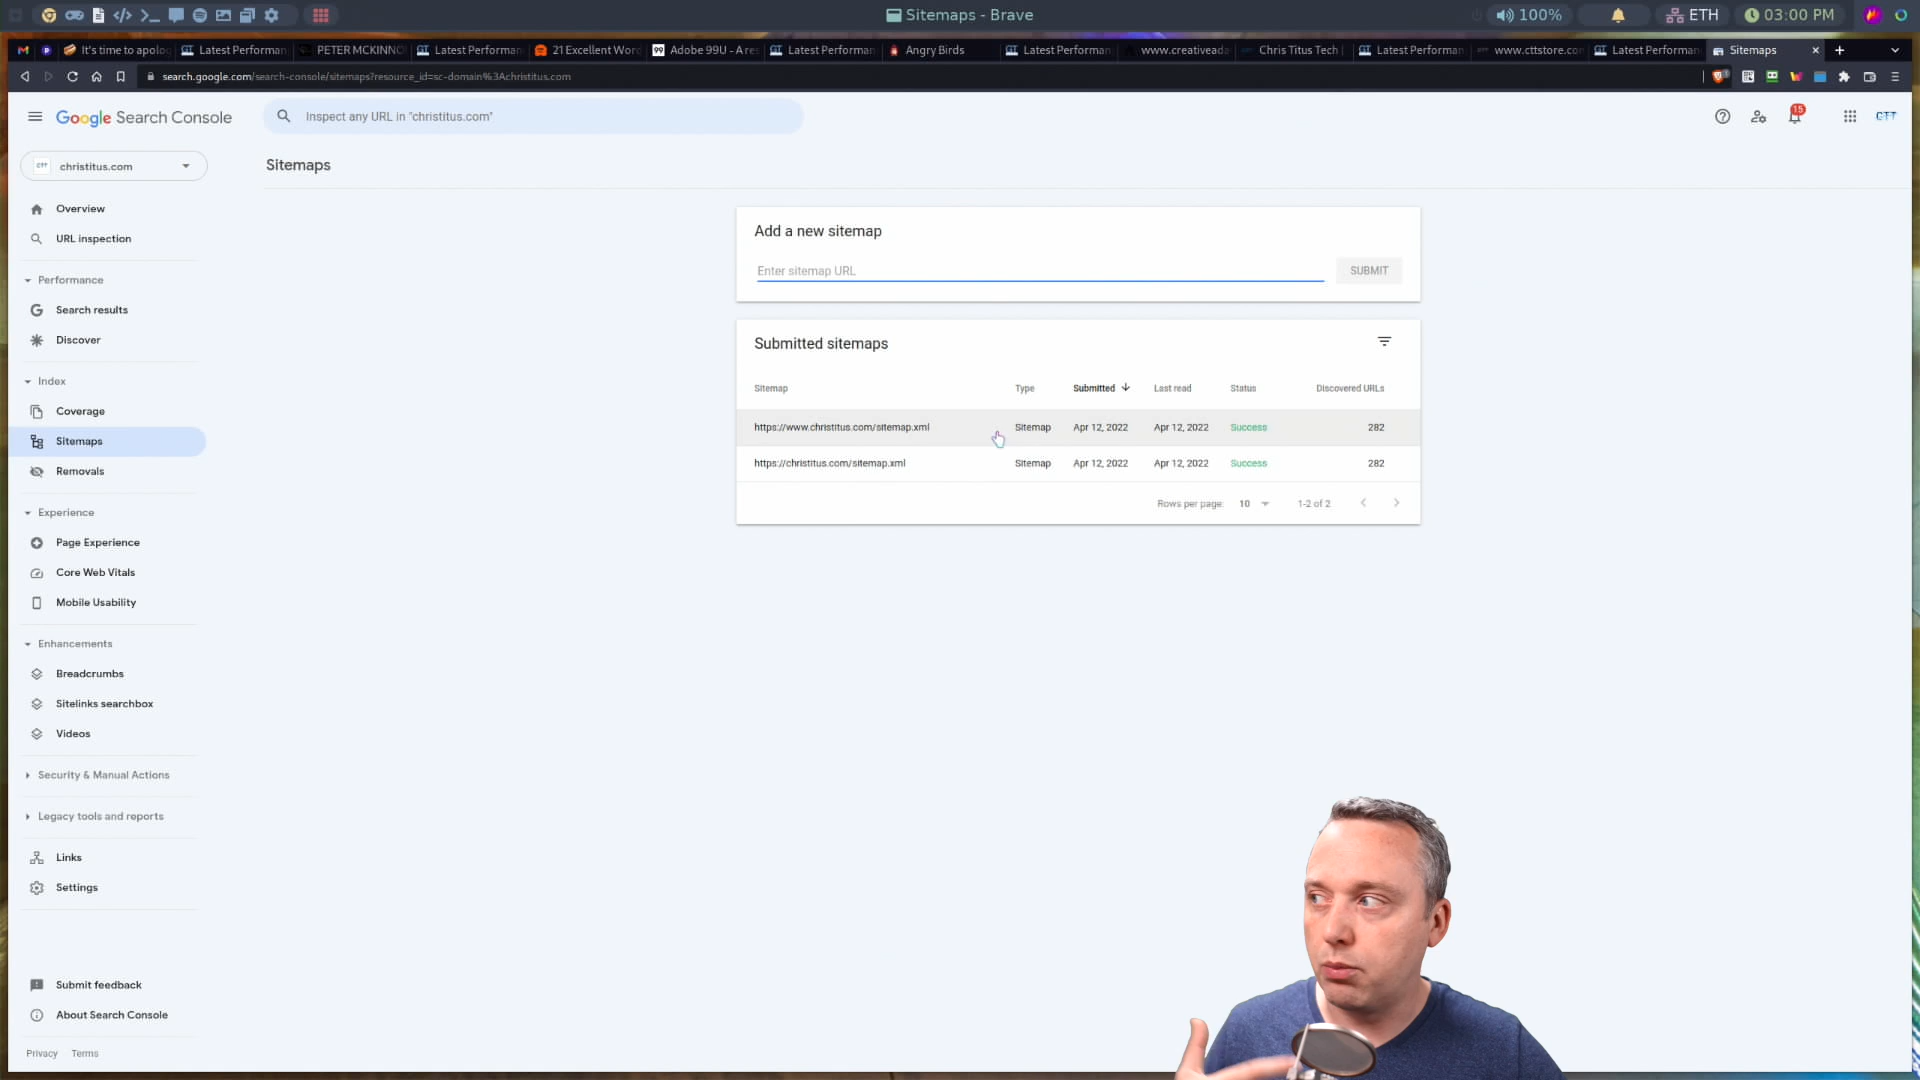 Sitemaps - Brave
100%
ETH
03:00 PM
It's time to apolog
Latest Performan
PETER MCKINNO
Latest Performan
21 Excellent Word
99 Adobe 99U - A res
Latest Performan
Angry Birds
Latest Performan
www.creativeada
Chris Titus Tech |
Latest Performan
www.cttstore.co
Latest Performan
Sitemaps
search.google.com/search-console/sitemaps?resource_id=sc-domain%3Achristitus.com
Google Search Console
Inspect any URL in "christitus.com"
15
CTT
CTT christitus.com
Sitemaps
Overview
URL inspection
Performance
Search results
Discover
Index
Coverage
Sitemaps
Removals
Experience
Page Experience
Core Web Vitals
Mobile Usability
Enhancements
Breadcrumbs
Sitelinks searchbox
Videos
Security & Manual Actions
Legacy tools and reports
Links
Settings
Submit feedback
About Search Console
Privacy Terms
Add a new sitemap
Enter sitemap URL
SUBMIT
Submitted sitemaps
Sitemap Type Submitted Last read Status Discovered URLs
https://www.christitus.com/sitemap.xml Sitemap Apr 12, 2022 Apr 12, 2022 Success 282
https://christitus.com/sitemap.xml Sitemap Apr 12, 2022 Apr 12, 2022 Success 282
Rows per page: 10 1-2 of 2